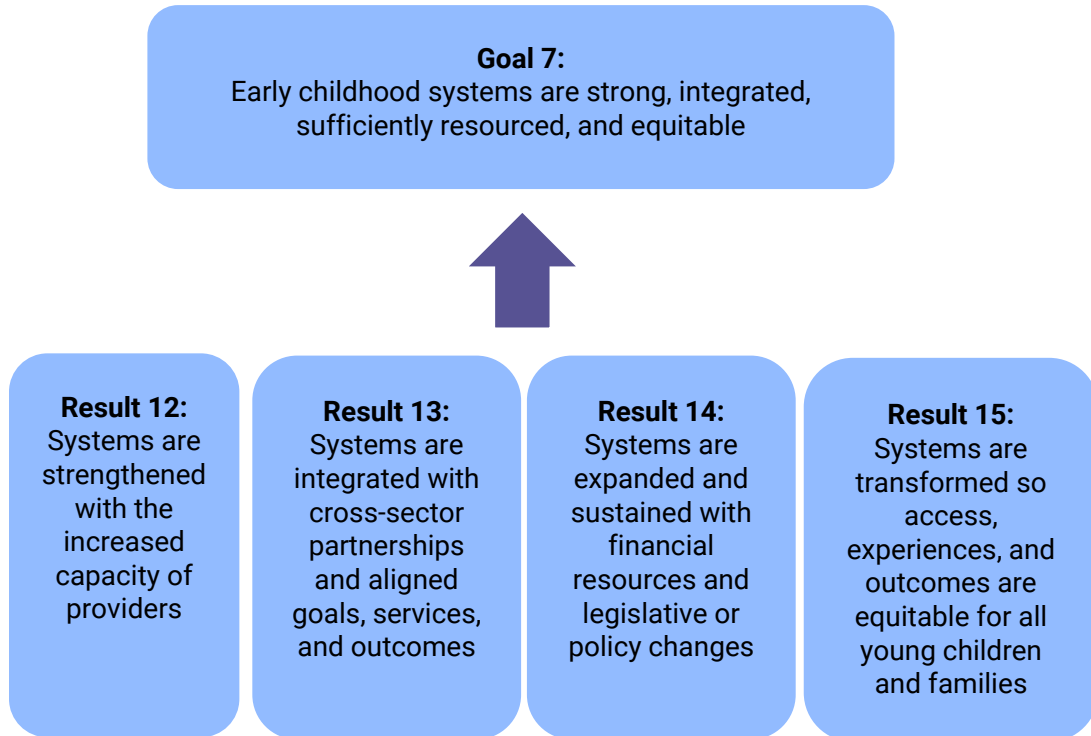 Goal 7:
Early childhood systems are strong, integrated,
sufficiently resourced, and equitable
Result 12:
Systems are
strengthened
with the
increased
capacity of
providers
Result 13:
Systems are
integrated with
cross-sector
partnerships
and aligned
goals, services,
and outcomes
Result 14:
Systems are
expanded and
sustained with
financial
resources and
legislative or
policy changes
Result 15:
Systems are
transformed so
access,
experiences, and
outcomes are
equitable for all
young children
and families